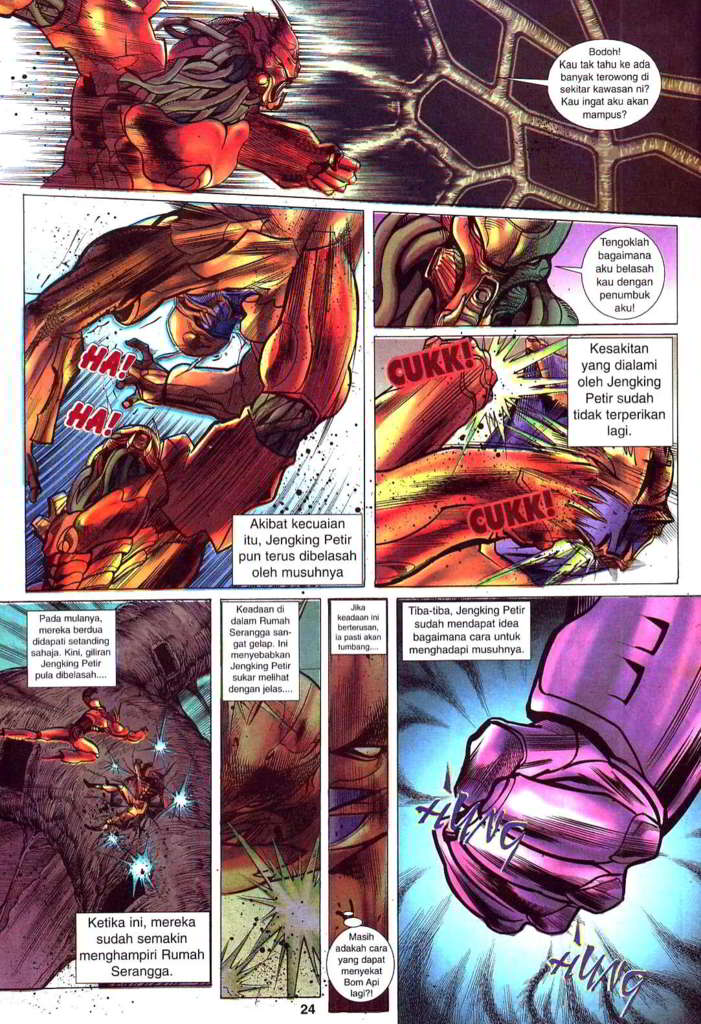 Bodoh!
Kau tak tahu ke ada
banyak terowong di
sekitar kawasan ni?
Kau ingat aku akan
mampus?
HA!
HA!
Akibat kecuaian
itu, Jengking Petir
pun terus dibelasah
oleh musuhnya
Tengoklah
bagaimana
aku belasah
kau dengan
penumbuk
aku!
CUKK!
Kesakitan
yang dialami
oleh Jengking
Petir sudah
tidak terperikan
lagi.
CUKK!
Pada mulanya,
mereka berdua
didapati setanding
sahaja. Kini, giliran
Jengking Petir
pula dibelasah....
Ketika ini, mereka
sudah semakin
menghampiri Rumah
Serangga.
Keadaan di
dalam Rumah
Serangga san-
gat gelap. Ini
menyebabkan
Jengking Petir
sukar melihat
dengan jelas....
Jika
keadaan ini
berterusan,
ia pasti akan
tumbang....
Masih
adakah cara
yang dapat
menyekat
Bom Api
lagi?!
Tiba-tiba, Jengking Petir
sudah mendapat idea
bagaimana cara untuk
menghadapi musuhnya.
HUNG
HUNG
24